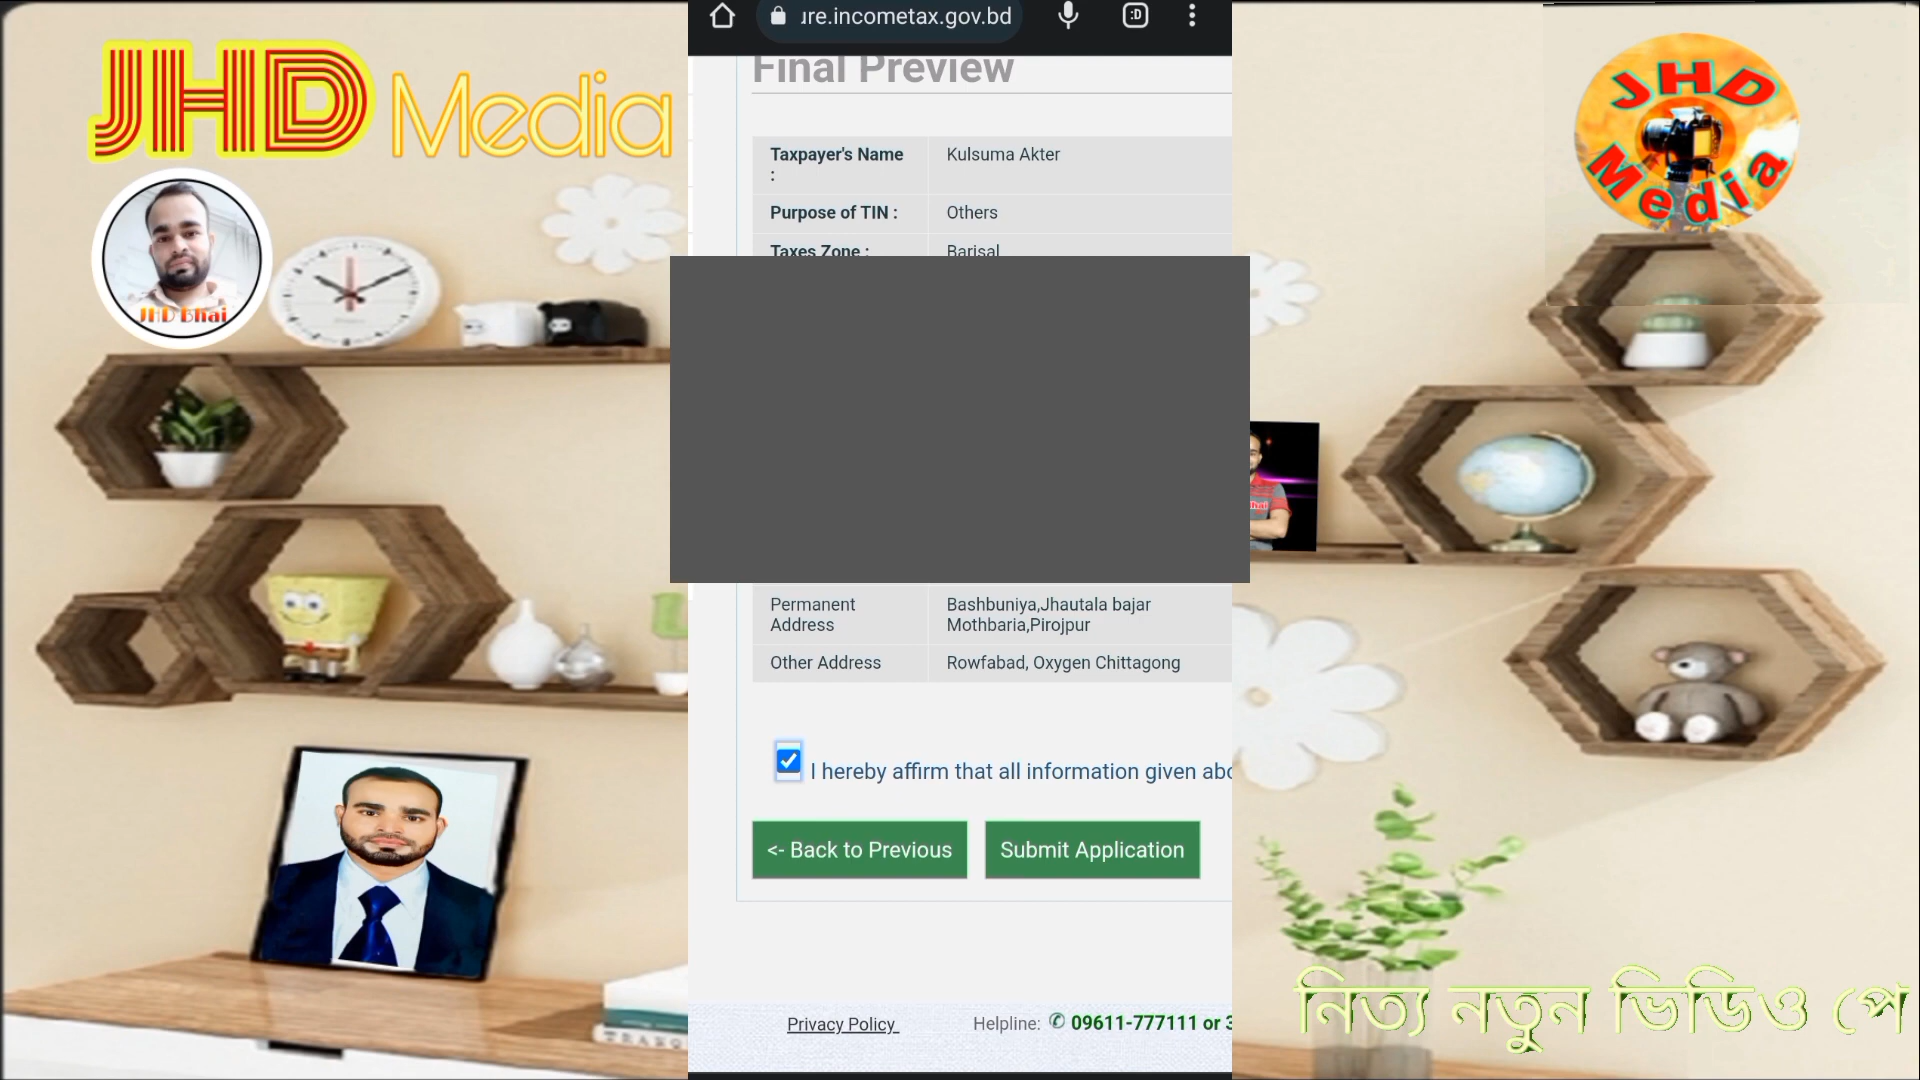 JHD Media
JHD Bhai
JHD
Media
ure.incometax.gov.bd
:D
Final Preview
Taxpayer's Name : Kulsuma Akter
Purpose of TIN : Others
Taxes Zone : Barisal
Permanent Address Bashbuniya,Jhautala bajar Mothbaria,Pirojpur
Other Address Rowfabad, Oxygen Chittagong
I hereby affirm that all information given abo
<- Back to Previous Submit Application
Privacy Policy Helpline: 09611-777111 or 3
নিত্য নতুন ভিডিও পে